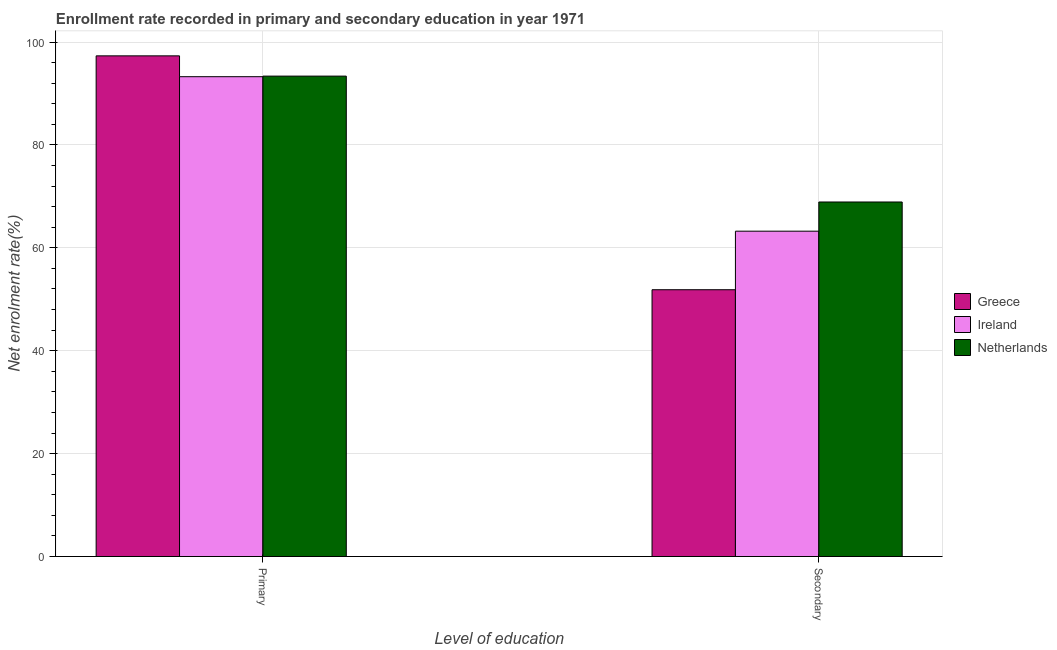 Enrollment rate recorded in primary and secondary education in year 1971
Net enrolment rate(%)
100
80
60
40
20
0
Primary
Secondary
Level of education
Greece
Ireland
Netherlands